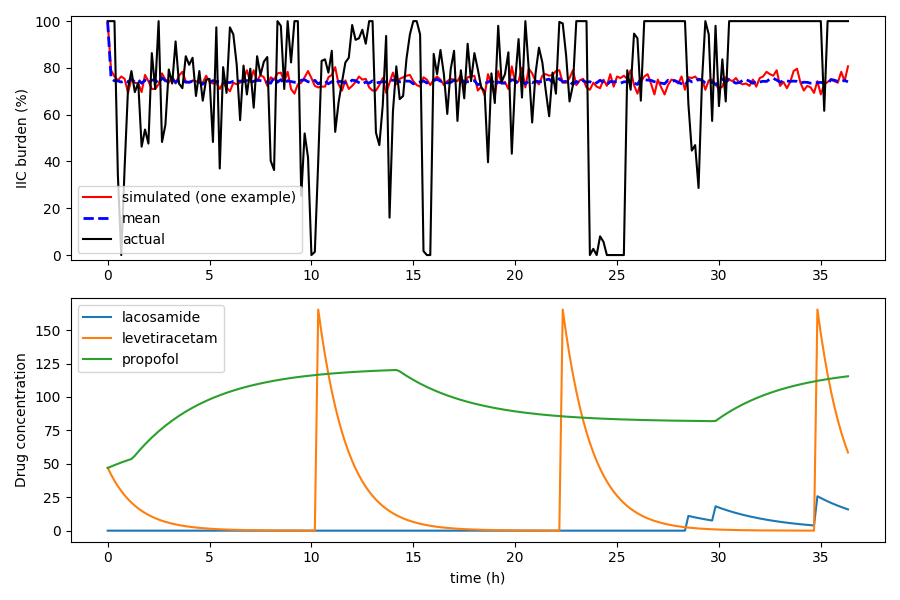 IIC burden (%)
100
80
60
40
20
0
simulated (one example)
mean
actual
0 5 10 15 20 25 30 35
Drug concentration
150
125
100
75
50
25
0
lacosamide
levetiracetam
propofol
0 5 10 15 20 25 30 35
time (h)